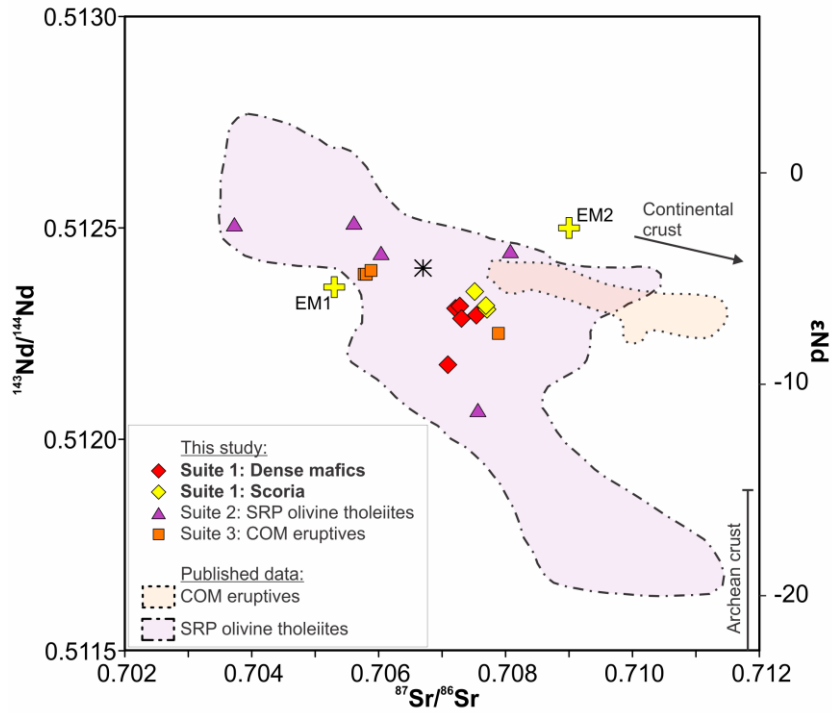 0.5130
0.5125
0.5120
0.5115
¹⁴³Nd/¹⁴⁴Nd
0
-10
-20
εNd
EM2
Continental
crust
EM1
Archean crust
This study:
Suite 1: Dense mafics
Suite 1: Scoria
Suite 2: SRP olivine tholeiites
Suite 3: COM eruptives
Published data:
COM eruptives
SRP olivine tholeiites
0.702
0.704
0.706
0.708
0.710
0.712
⁸⁷Sr/⁸⁶Sr